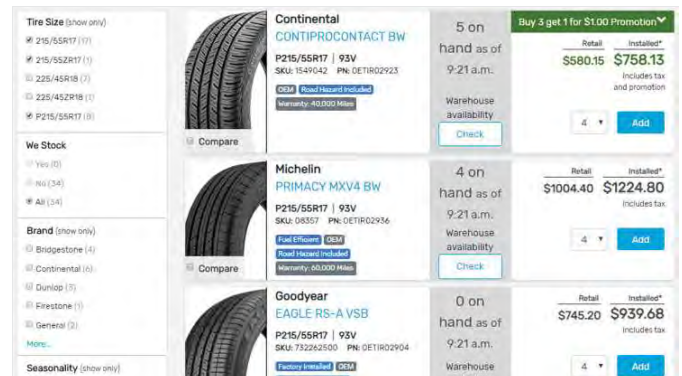 Tire Size (show only)
215/55R17 (17)
215/55ZR17 (1)
225/45R18 (7)
225/45ZR18 (1)
P215/55R17 (8)
We Stock
Yes (0)
No (34)
All (34)
Brand (show only)
Bridgestone (4)
Continental (6)
Dunlop (3)
Firestone (1)
General (2)
More...
Seasonality (show only)
Compare
Continental
CONTIPROCONTACT BW
P215/55R17 | 93V
SKU: 1549042 PN: OETIR02923
OEM Road Hazard Included
Warranty: 40,000 Miles
5 on
hand as of
9:21 a.m.
Warehouse
availability
Check
Buy 3 get 1 for $1.00 Promotion
Retail Installed*
$580.15 $758.13
Includes tax
and promotion
4 Add
Compare
Michelin
PRIMACY MXV4 BW
P215/55R17 | 93V
SKU: 08357 PN: OETIR02936
Fuel Efficient OEM
Road Hazard Included
Warranty: 60,000 Miles
4 on
hand as of
9:21 a.m.
Warehouse
availability
Check
Retail Installed*
$1004.40 $1224.80
Includes tax
4 Add
Goodyear
EAGLE RS-A VSB
P215/55R17 | 93V
SKU: 732262500 PN: OETIR02904
Factory Installed OEM
0 on
hand as of
9:21 a.m.
Warehouse
Retail Installed*
$745.20 $939.68
Includes tax
4 Add